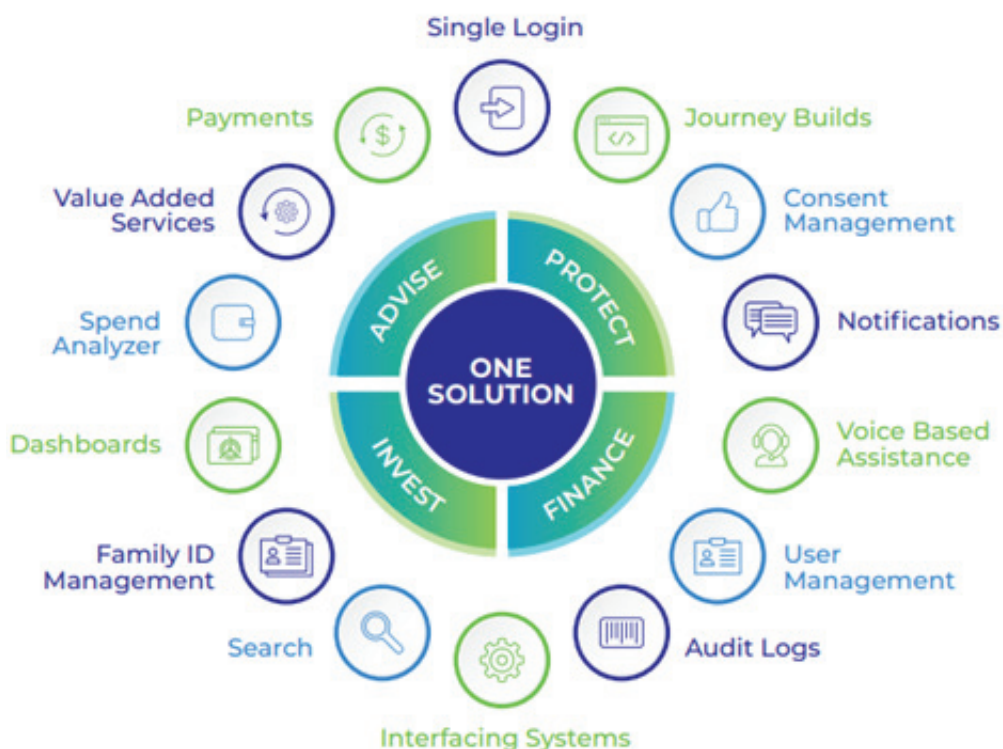 Single Login
Payments
Journey Builds
Value Added
Services
Consent
Management
ADVISE
PROTECT
Spend
Analyzer
Notifications
ONE
SOLUTION
Dashboards
Voice Based
Assistance
INVEST
FINANCE
Family ID
Management
User
Management
Search
Audit Logs
Interfacing Systems
$
</>